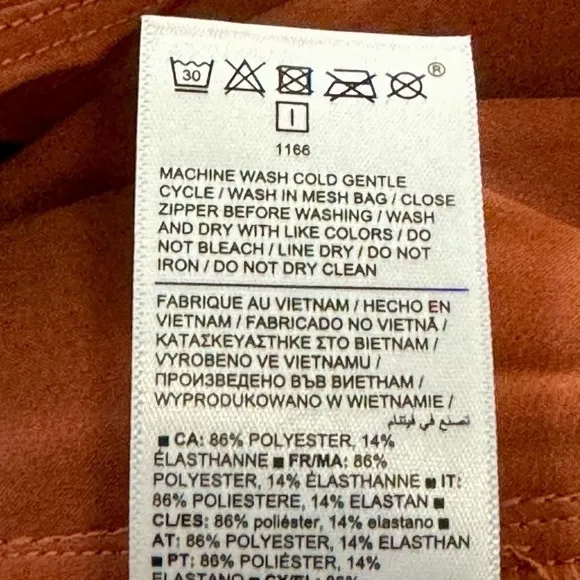 30
®
1166
MACHINE WASH COLD GENTLE
CYCLE / WASH IN MESH BAG / CLOSE
ZIPPER BEFORE WASHING / WASH
AND DRY WITH LIKE COLORS / DO
NOT BLEACH / LINE DRY / DO NOT
IRON / DO NOT DRY CLEAN
FABRIQUE AU VIETNAM / HECHO EN
VIETNAM / FABRICADO NO VIETNÃ /
ΚΑΤΑΣΚΕΥΑΣΤΗΚΕ ΣΤΟ ΒΙΕΤΝΑΜ /
VYROBENO VE VIETNAMU /
ПРОИЗВЕДЕНО ВЪВ ВИЕТНАМ /
WYPRODUKOWANO W WIETNAMIE /
تصنع في فيتنام
■ CA: 86% POLYESTER, 14%
ÉLASTHANNE ■ FR/MA: 86%
POLYESTER, 14% ÉLASTHANNE ■ IT:
86% POLIESTERE, 14% ELASTAN ■
CL/ES: 86% poliéster, 14% elastano ■
AT: 86% POLYESTER, 14% ELASTHAN
■ PT: 86% POLIÉSTER, 14%
ELASTANO ■